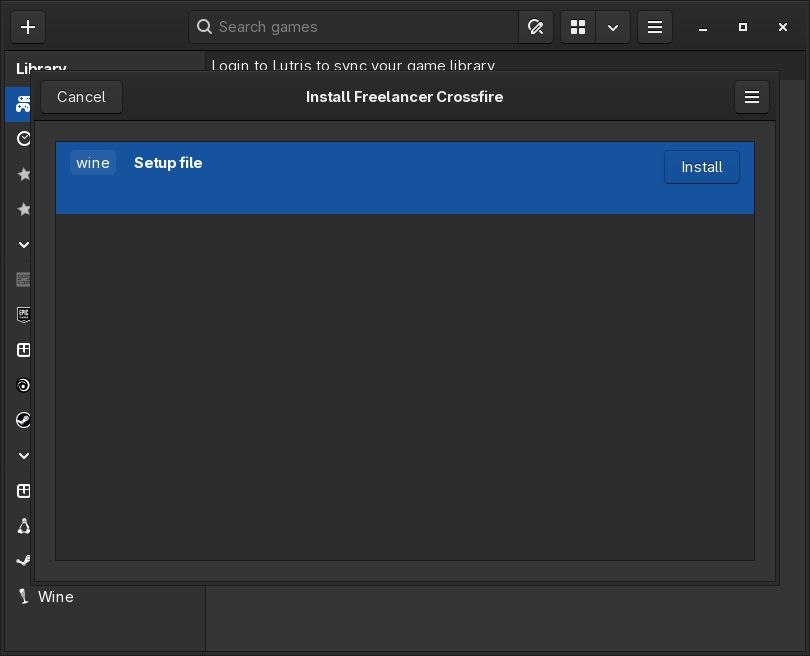 Search games
Library
Login to Lutris to sync your game library
Cancel
Install Freelancer Crossfire
wine
Setup file
Install
EPIC
Wine